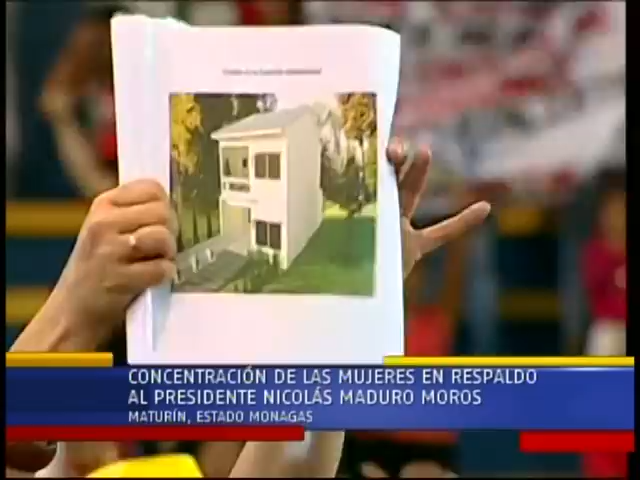 CONCENTRACIÓN DE LAS MUJERES EN RESPALDO
AL PRESIDENTE NICOLÁS MADURO MOROS
MATURÍN, ESTADO MONAGAS